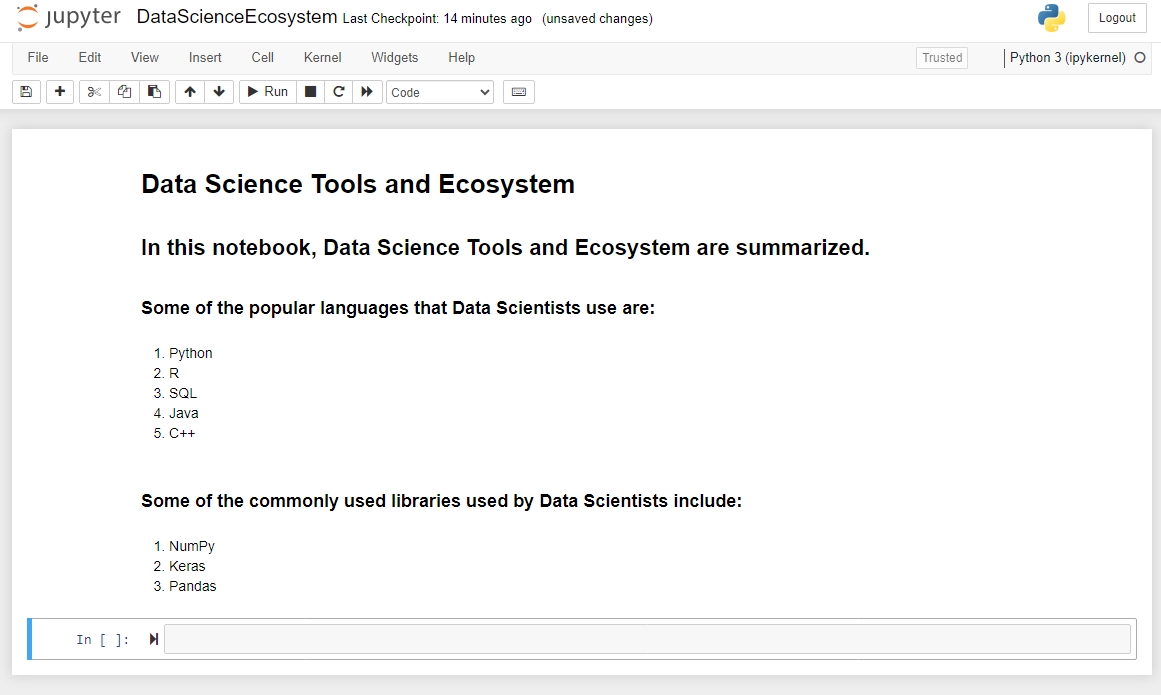 jupyter DataScienceEcosystem Last Checkpoint: 14 minutes ago (unsaved changes) Logout
File Edit View Insert Cell Kernel Widgets Help Trusted Python 3 (ipykernel)
Run Code
Data Science Tools and Ecosystem
In this notebook, Data Science Tools and Ecosystem are summarized.
Some of the popular languages that Data Scientists use are:
1. Python
2. R
3. SQL
4. Java
5. C++
Some of the commonly used libraries used by Data Scientists include:
1. NumPy
2. Keras
3. Pandas
In [ ]: